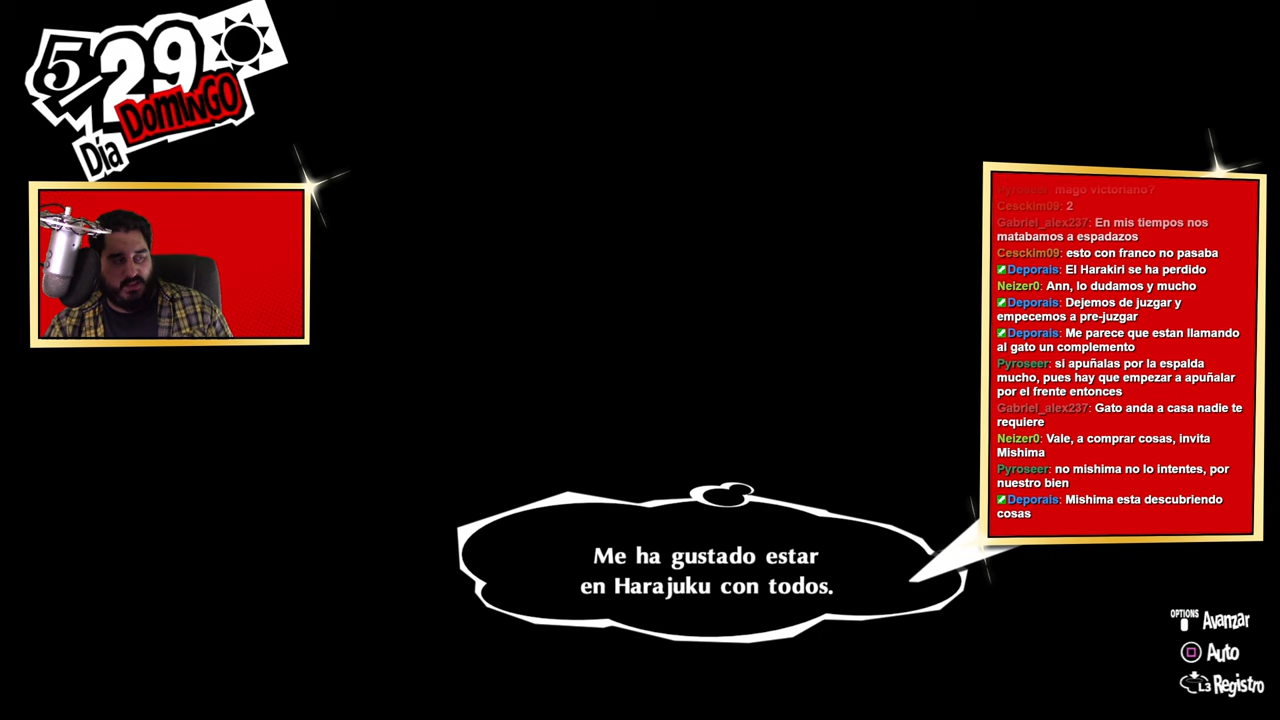 5/29
DOMINGO
Día
Pyroseer: mago victoriano?
Cesckim09: 2
Gabriel_alex237: En mis tiempos nos
matabamos a espadazos
Cesckim09: esto con franco no pasaba
Deporais: El Harakiri se ha perdido
Neizer0: Ann, lo dudamos y mucho
Deporais: Dejemos de juzgar y
empecemos a pre-juzgar
Deporais: Me parece que estan llamando
al gato un complemento
Pyroseer: si apuñalas por la espalda
mucho, pues hay que empezar a apuñalar
por el frente entonces
Gabriel_alex237: Gato anda a casa nadie te
requiere
Neizer0: Vale, a comprar cosas, invita
Mishima
Pyroseer: no mishima no lo intentes, por
nuestro bien
Deporais: Mishima esta descubriendo
cosas
Me ha gustado estar
en Harajuku con todos.
OPTIONS Avanzar
Auto
L3 Registro